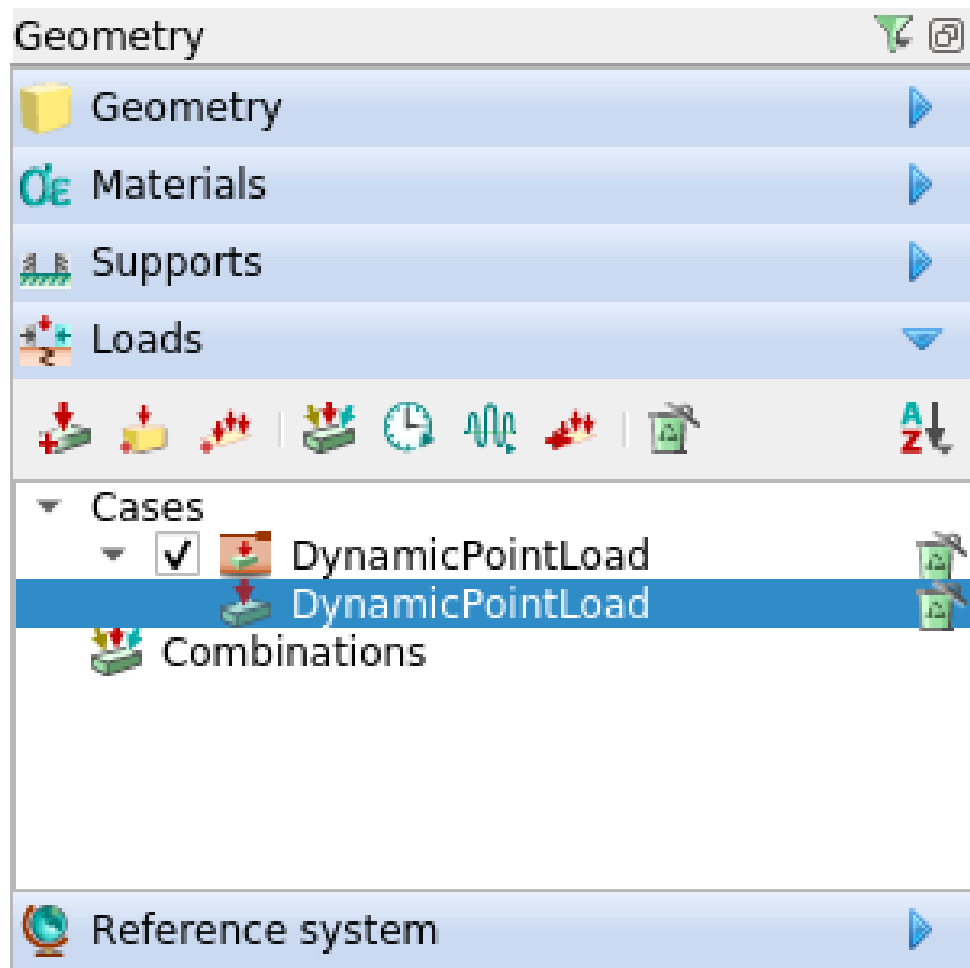 Geometry
Geometry
Materials
Supports
Loads
Cases
DynamicPointLoad
DynamicPointLoad
Combinations
Reference system